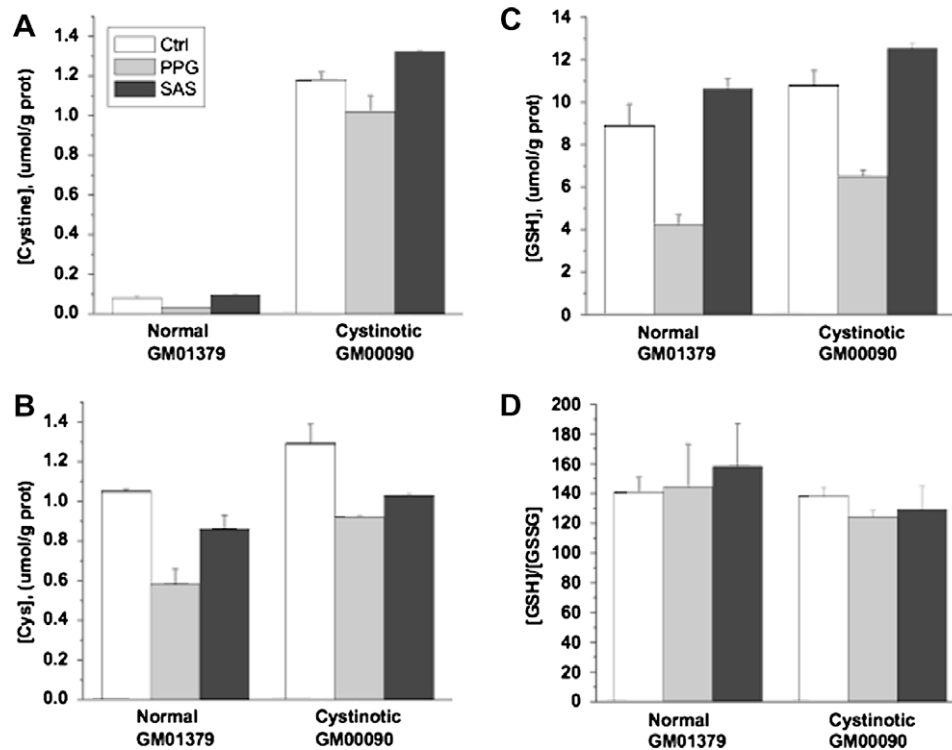 A
[Cystine], (umol/g prot)
1.4
1.2
1.0
0.8
0.6
0.4
0.2
0.0
Ctrl
PPG
SAS
Normal
GM01379
Cystinotic
GM00090
C
[GSH], (umol/g prot)
14
12
10
8
6
4
2
0
Normal
GM01379
Cystinotic
GM00090
B
[Cys], (umol/g prot)
1.4
1.2
1.0
0.8
0.6
0.4
0.2
0.0
Normal
GM01379
Cystinotic
GM00090
D
[GSH]/[GSSG]
200
180
160
140
120
100
80
60
40
20
0
Normal
GM01379
Cystinotic
GM00090